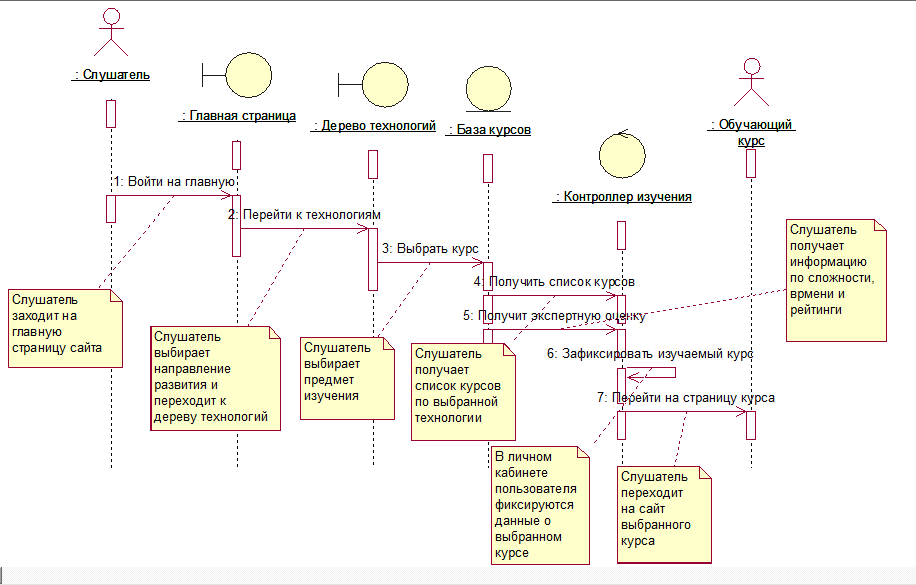 : Слушатель
: Главная страница
: Дерево технологий
: База курсов
: Обучающий
курс
: Контроллер изучения
1: Войти на главную
2: Перейти к технологиям
3: Выбрать курс
4: Получить список курсов
5: Получит экспертную оценку
6: Зафиксировать изучаемый курс
7: Перейти на страницу курса
Слушатель
получает
информацию
по сложности,
врмени и
рейтинги
Слушатель
заходит на
главную
страницу сайта
Слушатель
выбирает
направление
развития и
переходит к
дереву технологий
Слушатель
выбирает
предмет
изучения
Слушатель
получает
список курсов
по выбранной
технологии
В личном
кабинете
пользователя
фиксируются
данные о
выбранном
курсе
Слушатель
переходит
на сайт
выбранного
курса